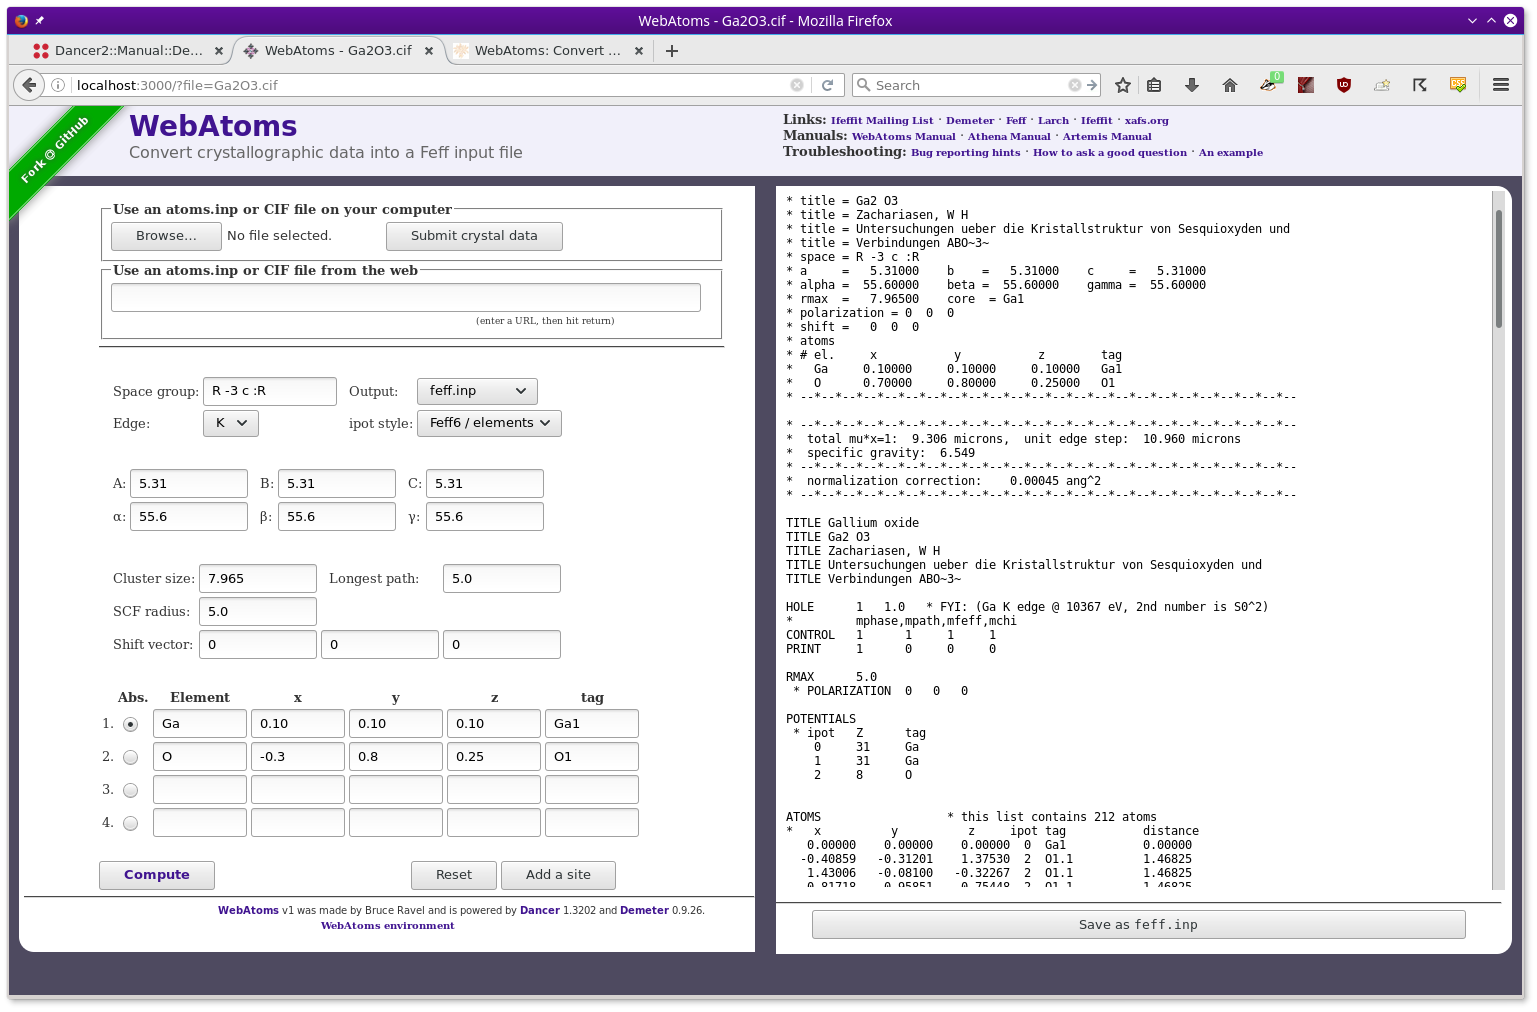 WebAtoms - Ga2O3.cif - Mozilla Firefox
Dancer2::Manual::De... WebAtoms - Ga2O3.cif WebAtoms: Convert ...
localhost:3000/?file=Ga2O3.cif Search 0
Fork @ GitHub
WebAtoms
Convert crystallographic data into a Feff input file
Links: Ifeffit Mailing List · Demeter · Feff · Larch · Ifeffit · xafs.org
Manuals: WebAtoms Manual · Athena Manual · Artemis Manual
Troubleshooting: Bug reporting hints · How to ask a good question · An example
Use an atoms.inp or CIF file on your computer
Browse... No file selected. Submit crystal data
Use an atoms.inp or CIF file from the web
(enter a URL, then hit return)
Space group: R -3 c :R Output: feff.inp
Edge: K ipot style: Feff6 / elements
A: 5.31 B: 5.31 C: 5.31
α: 55.6 β: 55.6 γ: 55.6
Cluster size: 7.965 Longest path: 5.0
SCF radius: 5.0
Shift vector: 0 0 0
Abs. Element x y z tag
1. Ga 0.10 0.10 0.10 Ga1
2. O -0.3 0.8 0.25 O1
3.
4.
Compute Reset Add a site
WebAtoms v1 was made by Bruce Ravel and is powered by Dancer 1.3202 and Demeter 0.9.26.
WebAtoms environment
* title = Ga2 O3
* title = Zachariasen, W H
* title = Untersuchungen ueber die Kristallstruktur von Sesquioxyden und
* title = Verbindungen ABO~3~
* space = R -3 c :R
* a     =   5.31000    b    =   5.31000    c     =   5.31000
* alpha =  55.60000    beta =  55.60000    gamma =  55.60000
* rmax  =   7.96500    core  = Ga1
* polarization = 0  0  0
* shift =   0  0  0
* atoms
* # el.     x           y           z        tag
*   Ga     0.10000     0.10000     0.10000   Ga1
*   O      0.70000     0.80000     0.25000   O1
* --*--*--*--*--*--*--*--*--*--*--*--*--*--*--*--*--*--*--*--*--*--*--*--*--
* --*--*--*--*--*--*--*--*--*--*--*--*--*--*--*--*--*--*--*--*--*--*--*--*--
*  total mu*x=1:  9.306 microns,  unit edge step:  10.960 microns
*  specific gravity:  6.549
* --*--*--*--*--*--*--*--*--*--*--*--*--*--*--*--*--*--*--*--*--*--*--*--*--
*  normalization correction:    0.00045 ang^2
* --*--*--*--*--*--*--*--*--*--*--*--*--*--*--*--*--*--*--*--*--*--*--*--*--
TITLE Gallium oxide
TITLE Ga2 O3
TITLE Zachariasen, W H
TITLE Untersuchungen ueber die Kristallstruktur von Sesquioxyden und
TITLE Verbindungen ABO~3~
HOLE      1   1.0   * FYI: (Ga K edge @ 10367 eV, 2nd number is S0^2)
*         mphase,mpath,mfeff,mchi
CONTROL   1      1     1     1
PRINT     1      0     0     0
RMAX      5.0
* POLARIZATION  0   0   0
POTENTIALS
* ipot   Z      tag
0     31     Ga
1     31     Ga
2     8      O
ATOMS                  * this list contains 212 atoms
*   x          y          z     ipot tag           distance
0.00000    0.00000    0.00000  0  Ga1           0.00000
-0.40859   -0.31201    1.37530  2  O1.1          1.46825
1.43006   -0.08100   -0.32267  2  O1.1          1.46825
Save as feff.inp